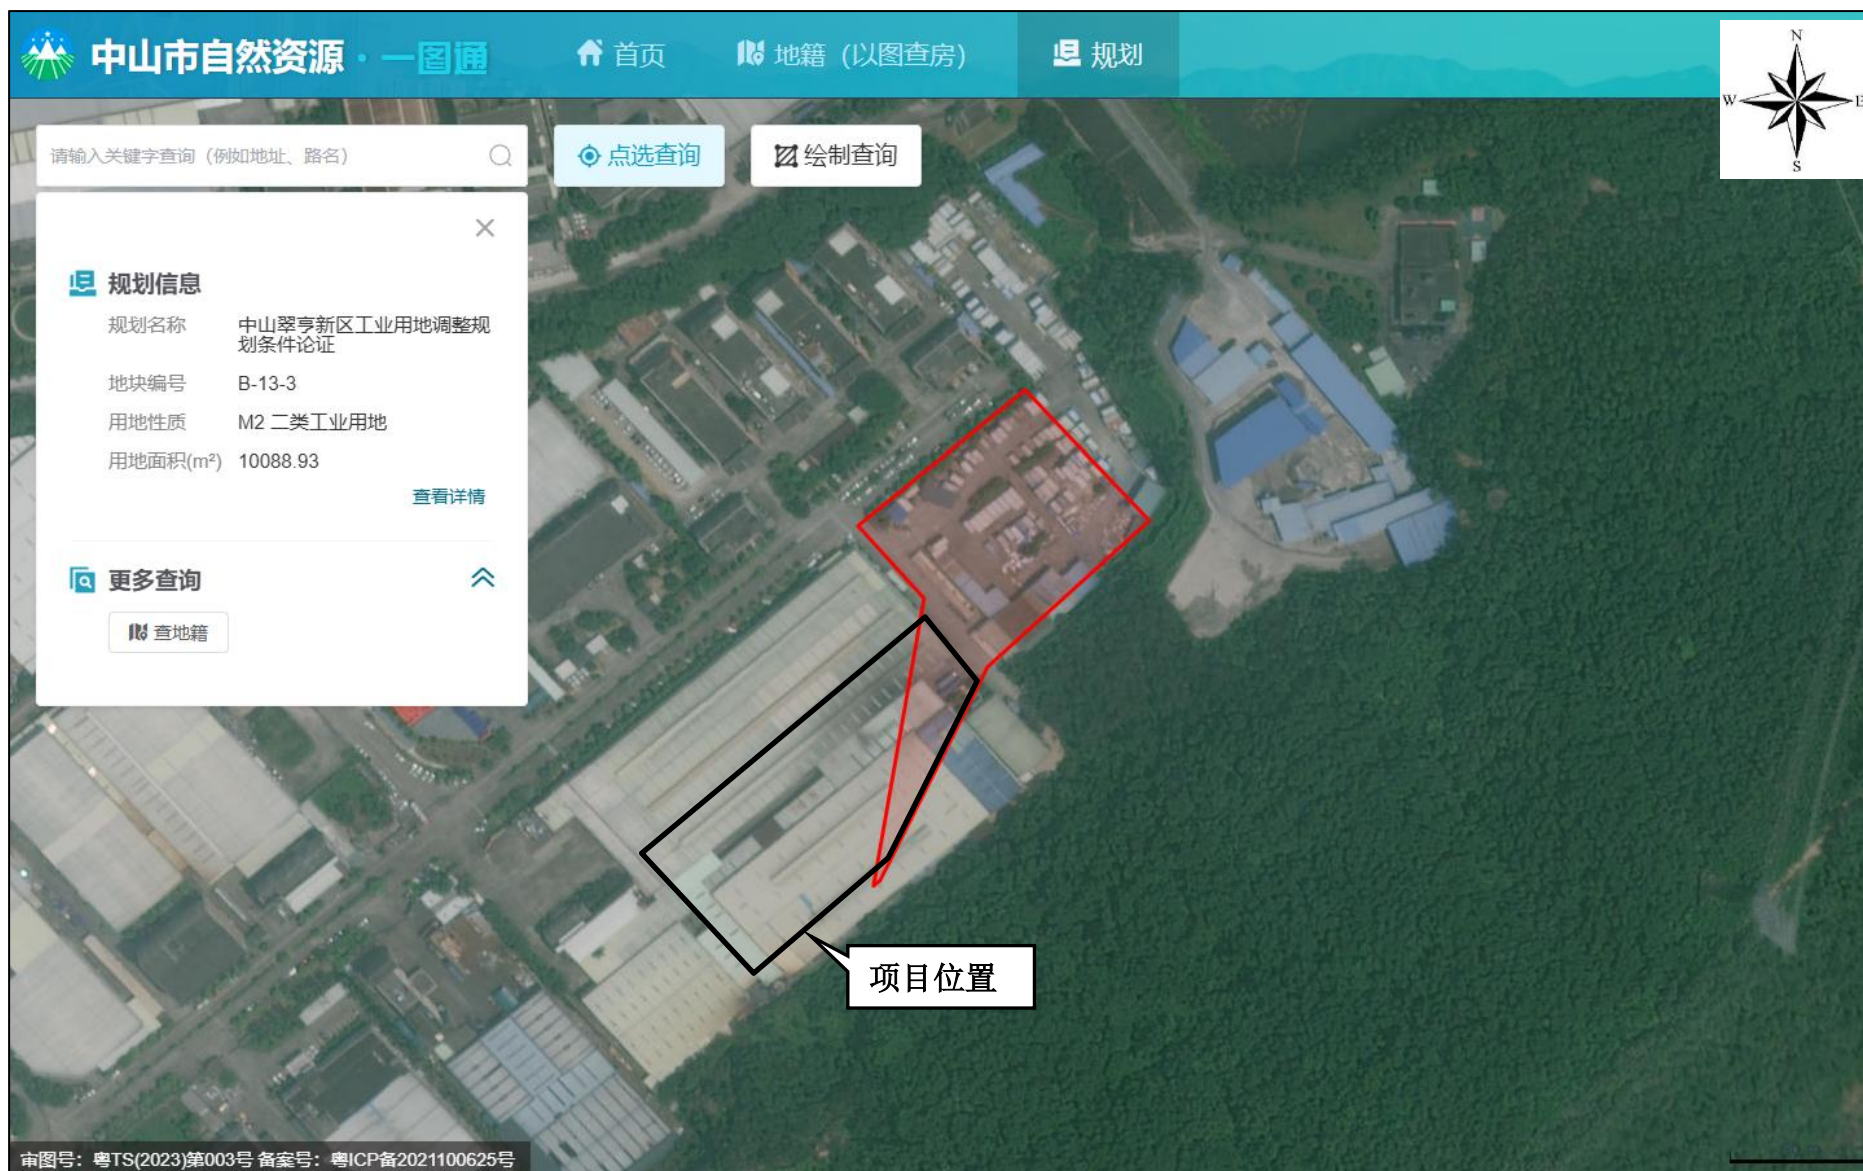 中山市自然资源·一图通
首页
地籍（以图查房）
规划
N
W
E
S
请输入关键字查询（例如地址、路名）
点选查询
绘制查询
规划信息
规划名称 中山翠亨新区工业用地调整规
划条件论证
地块编号 B-13-3
用地性质 M2 二类工业用地
用地面积(m²) 10088.93
查看详情
更多查询
查地籍
项目位置
审图号：粤TS(2023)第003号 备案号：粤ICP备2021100625号